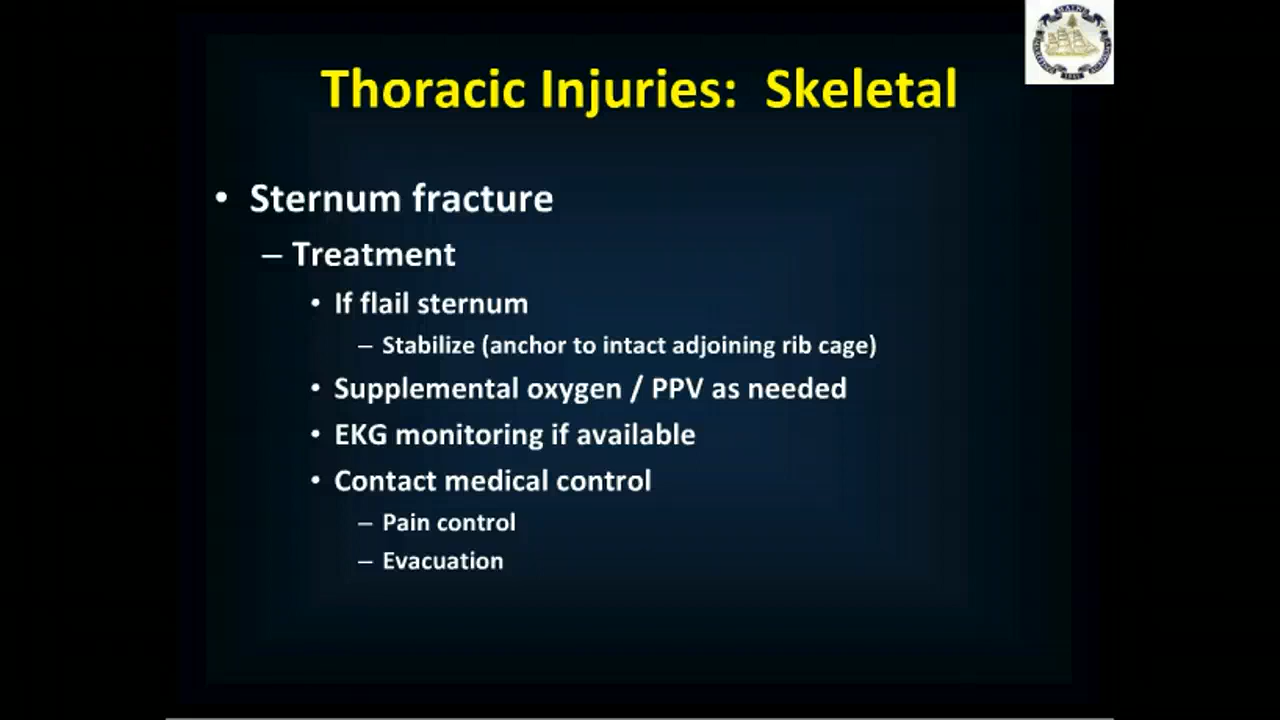 Thoracic Injuries: Skeletal
• Sternum fracture
– Treatment
• If flail sternum
– Stabilize (anchor to intact adjoining rib cage)
• Supplemental oxygen / PPV as needed
• EKG monitoring if available
• Contact medical control
– Pain control
– Evacuation